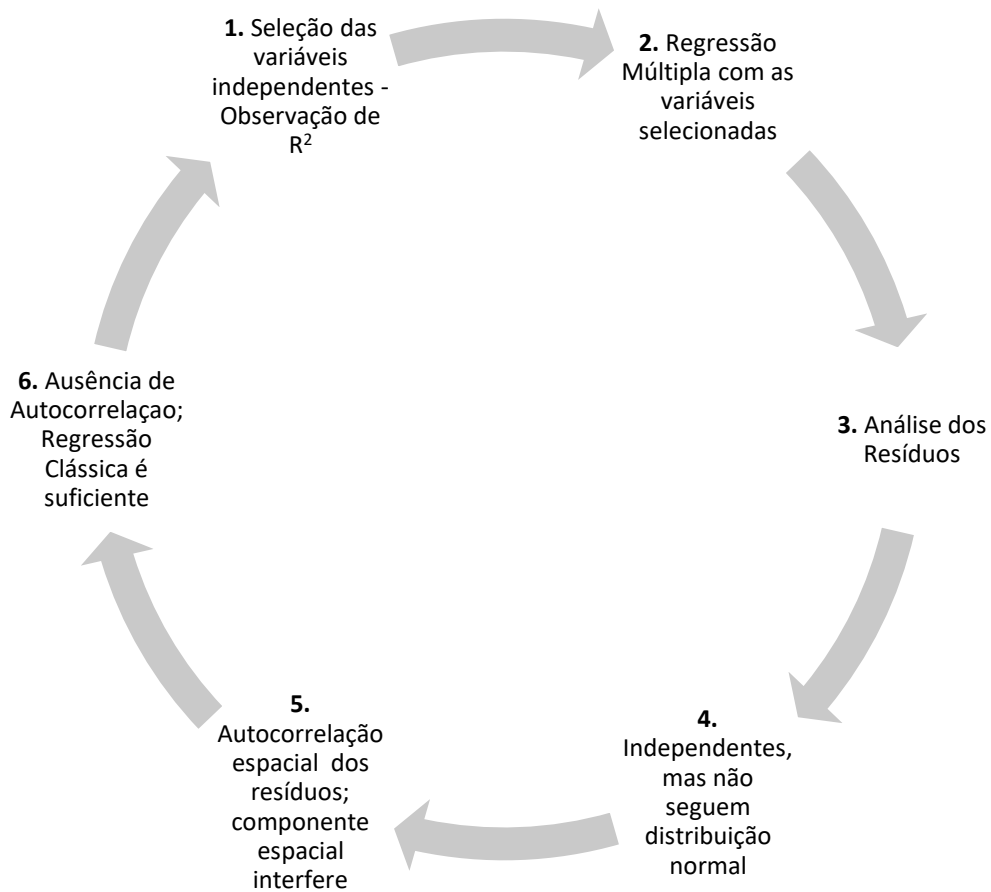 1. Seleção das
variáveis
independentes -
Observação de
R²
2. Regressão
Múltipla com as
variáveis
selecionadas
3. Análise dos
Resíduos
4.
Independentes,
mas não
seguem
distribuição
normal
5.
Autocorrelação
espacial dos
resíduos;
componente
espacial
interfere
6. Ausência de
Autocorrelaçao;
Regressão
Clássica é
suficiente